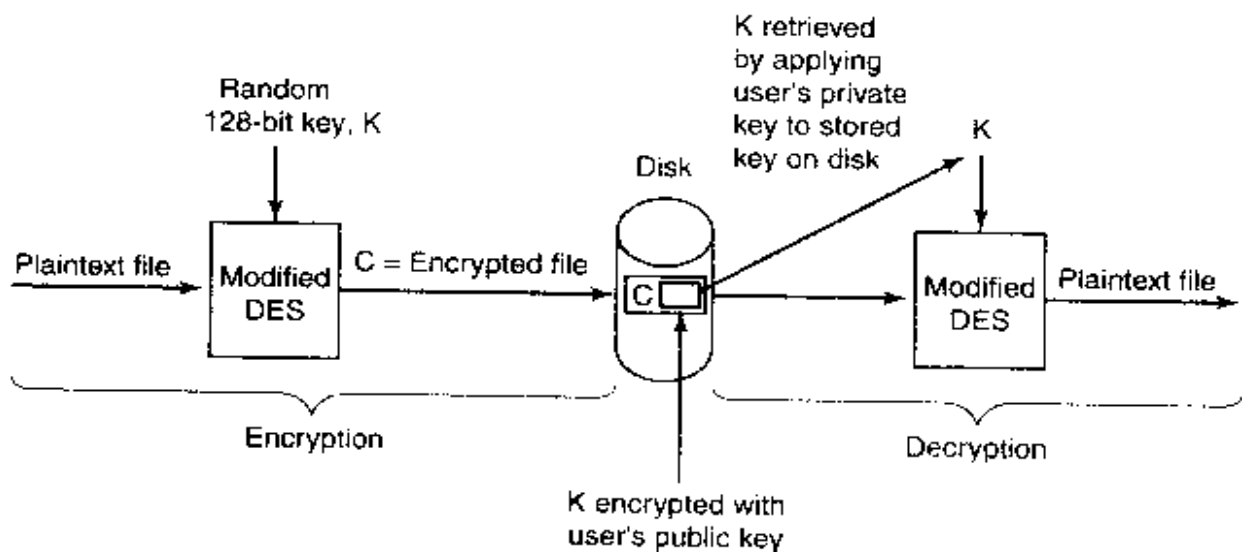 K retrieved
by applying
user's private
key to stored
key on disk
Random
128-bit key, K
K
Disk
Plaintext file
Modified
DES
C = Encrypted file
C
Modified
DES
Plaintext file
Encryption
Decryption
K encrypted with
user's public key